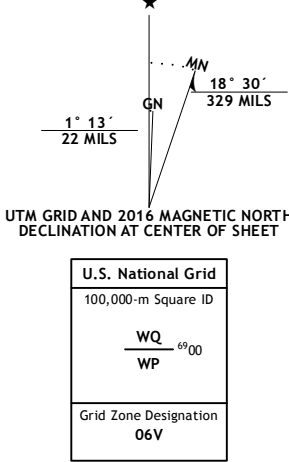 MN
GN
18° 30´
329 MILS
1° 13´
22 MILS
UTM GRID AND 2016 MAGNETIC NORTH
DECLINATION AT CENTER OF SHEET
U.S. National Grid
100,000-m Square ID
WQ
6900
WP
Grid Zone Designation
06V